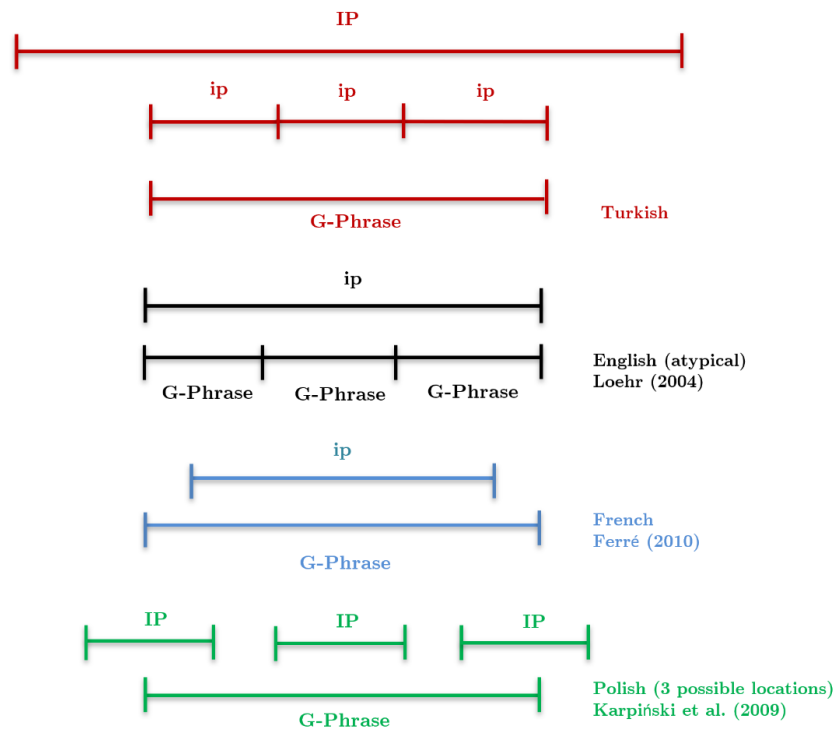 IP
ip ip ip
G-Phrase
Turkish
ip
G-Phrase G-Phrase G-Phrase
English (atypical)
Loehr (2004)
ip
G-Phrase
French
Ferré (2010)
IP IP IP
G-Phrase
Polish (3 possible locations)
Karpiński et al. (2009)